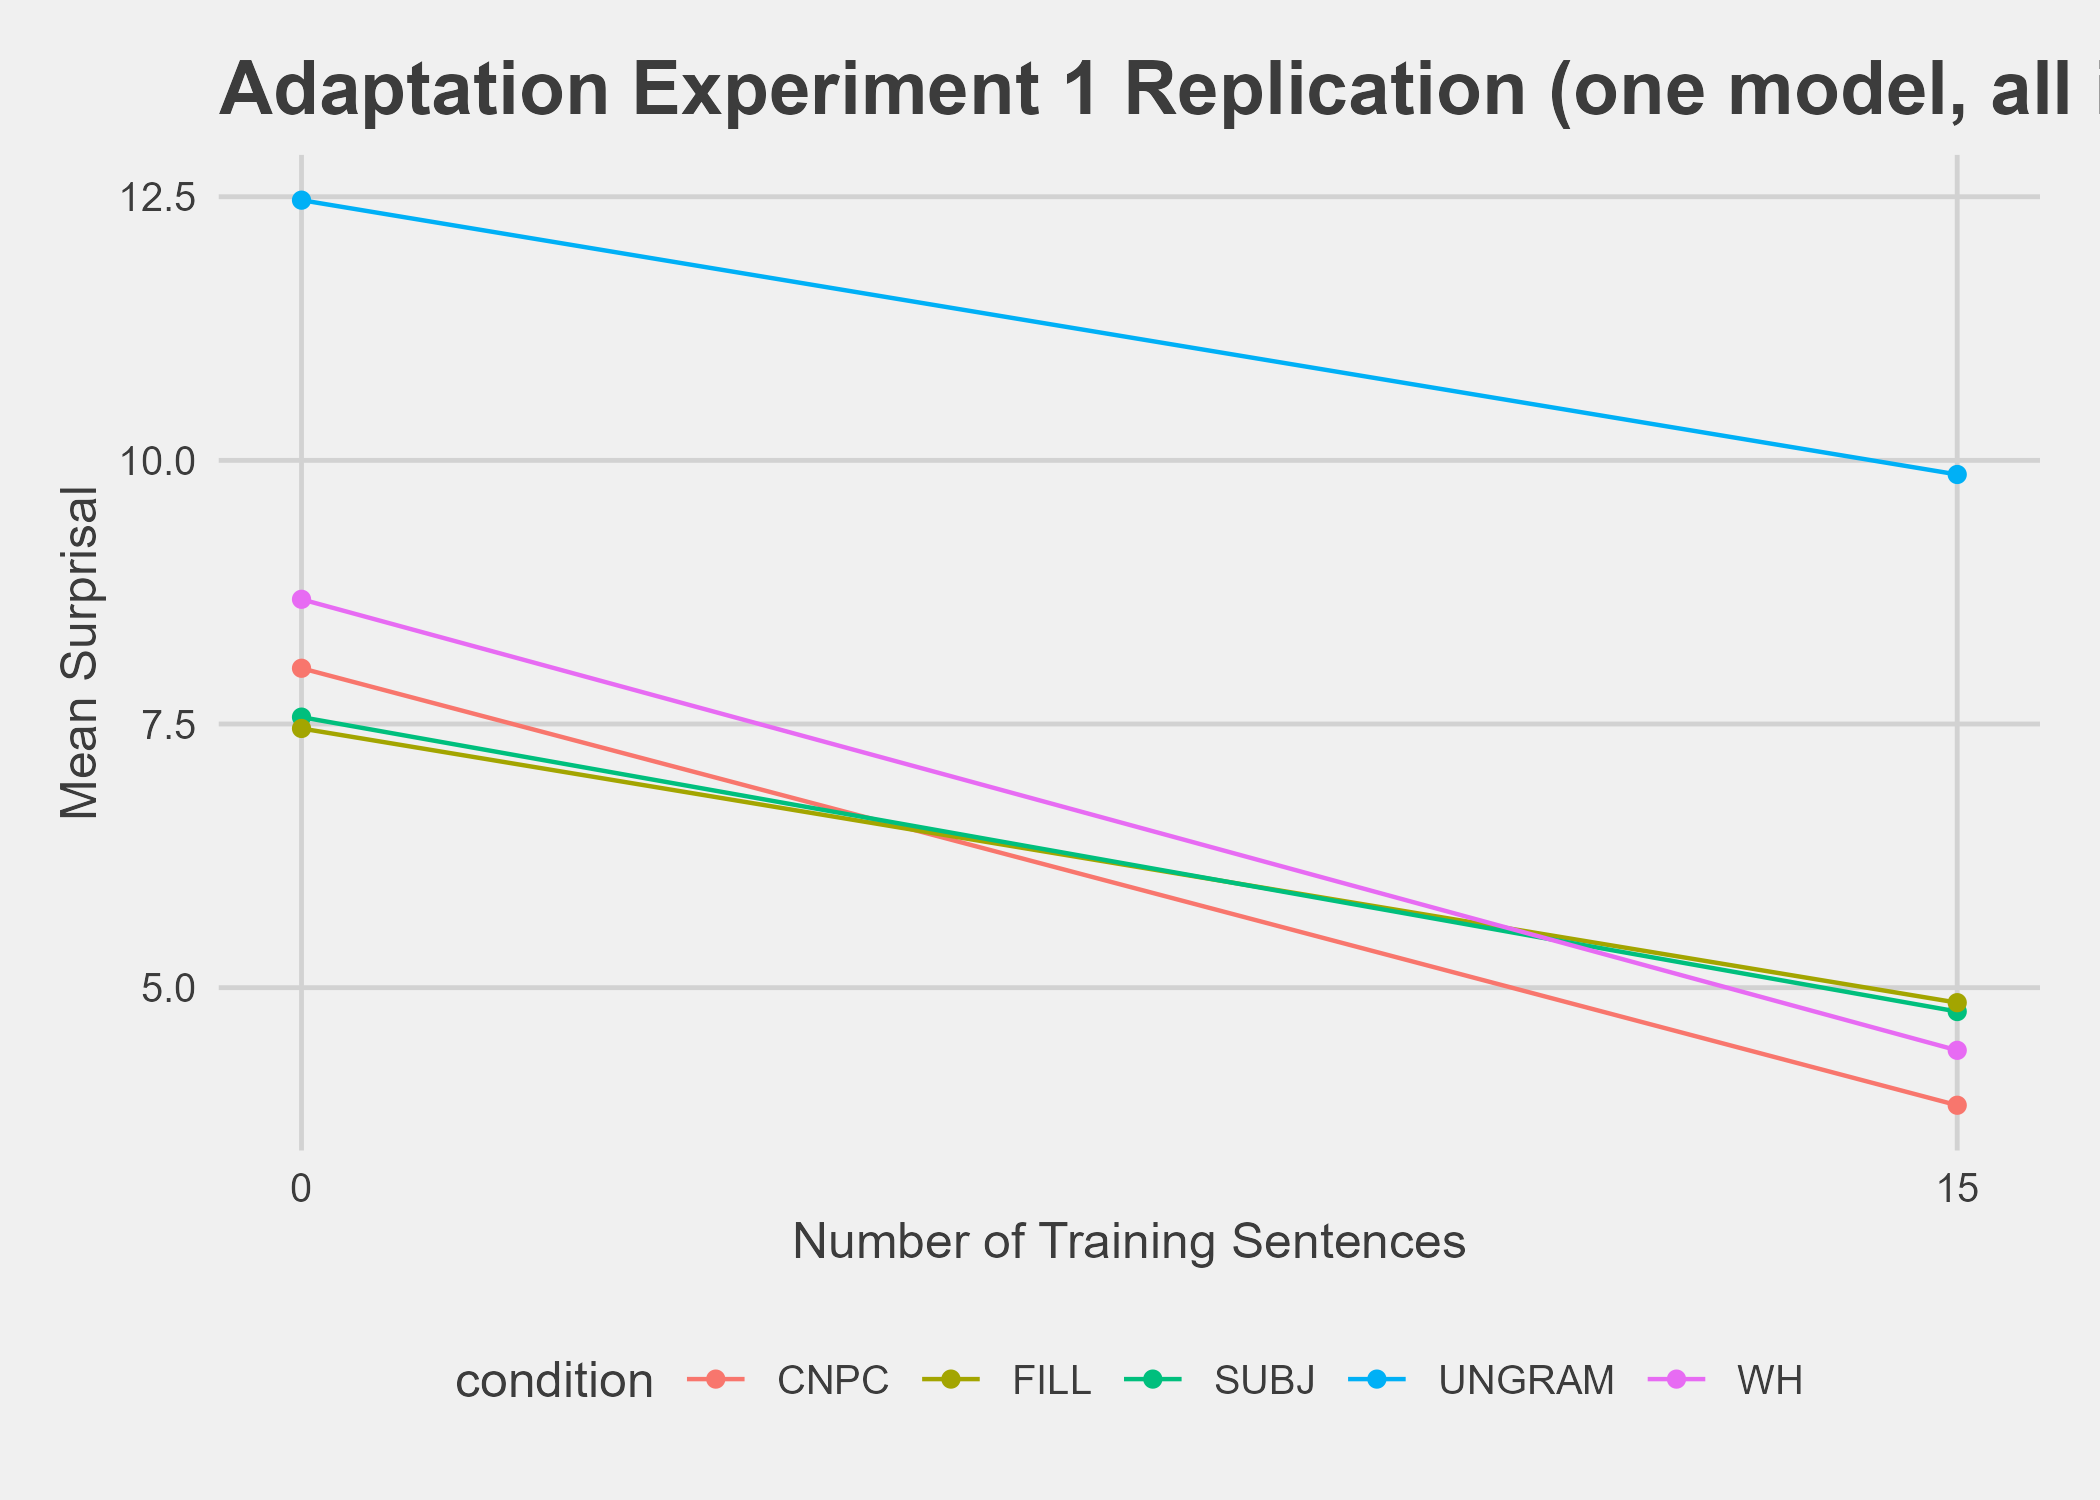 Adaptation Experiment 1 Replication (one model, all
12.5
10.0
7.5
5.0
Mean Surprisal
0
15
Number of Training Sentences
condition
CNPC
FILL
SUBJ
UNGRAM
WH